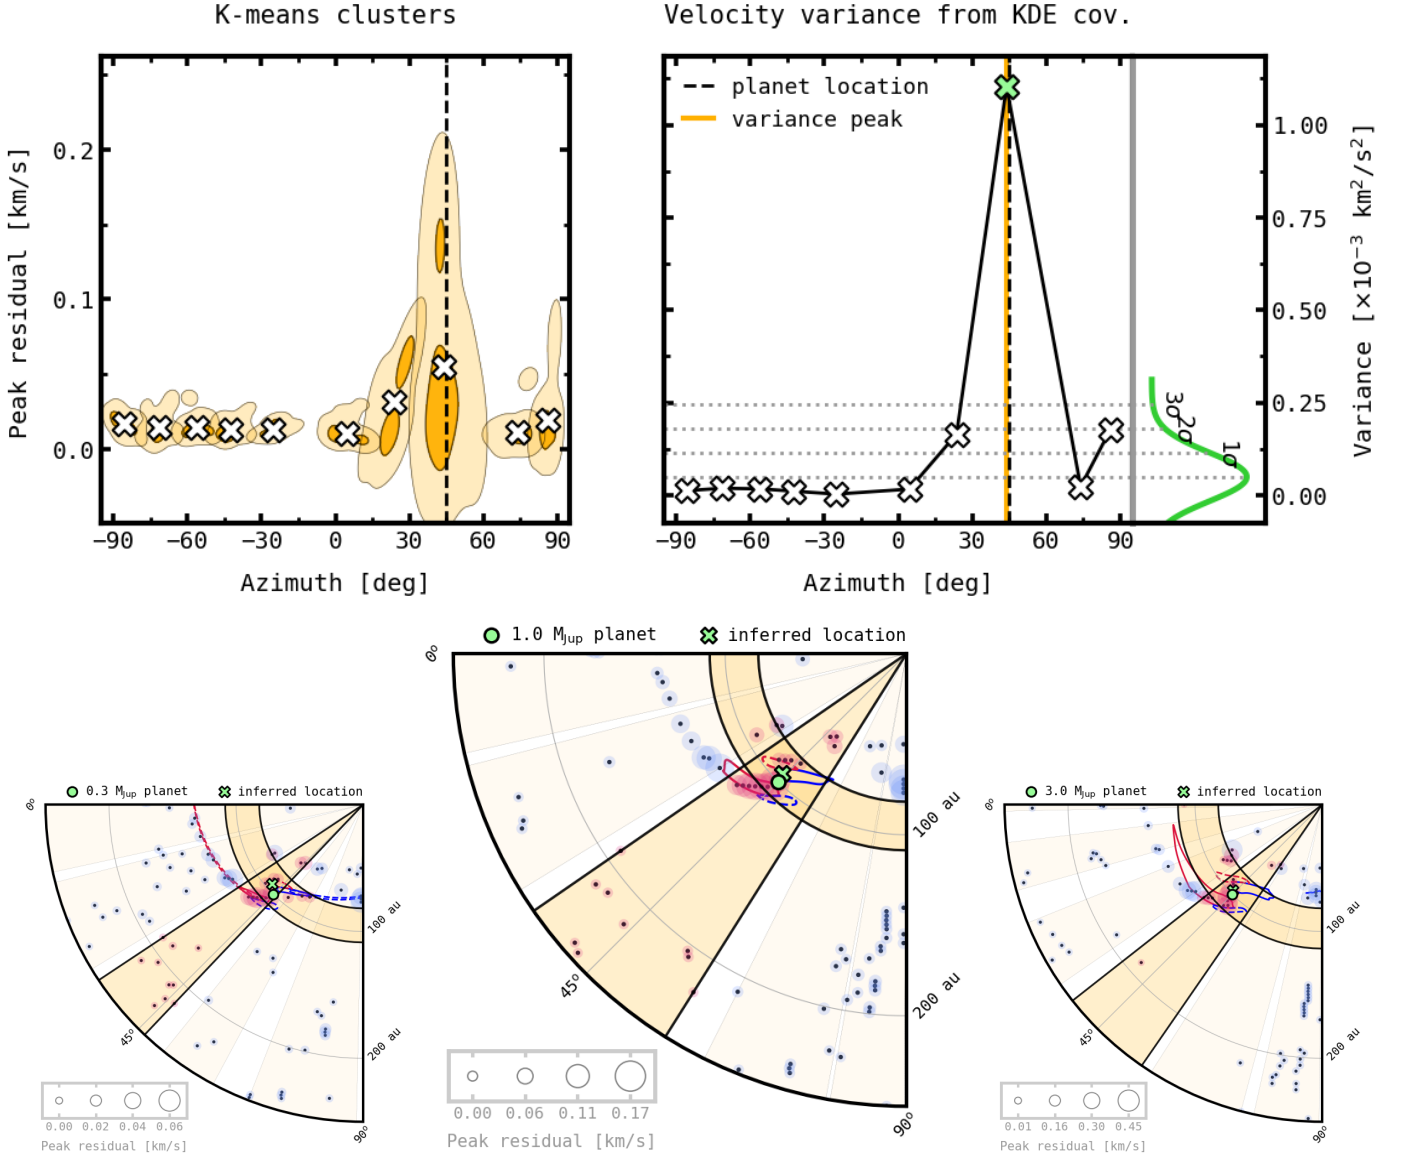 K-means clusters
Velocity variance from KDE cov.
Peak residual [km/s]
0.2
0.1
0.0
−90 −60 −30 0 30 60 90
Azimuth [deg]
planet location
variance peak
1.00
0.75
0.50
0.25
0.00
Variance [×10⁻³ km²/s²]
3σ
2σ
1σ
−90 −60 −30 0 30 60 90
Azimuth [deg]
1.0 MJup planet
inferred location
0°
45°
90°
100 au
200 au
0.00 0.06 0.11 0.17
Peak residual [km/s]
0.3 MJup planet
inferred location
0°
45°
90°
100 au
200 au
0.00 0.02 0.04 0.06
Peak residual [km/s]
3.0 MJup planet
inferred location
0°
45°
90°
100 au
200 au
0.01 0.16 0.30 0.45
Peak residual [km/s]